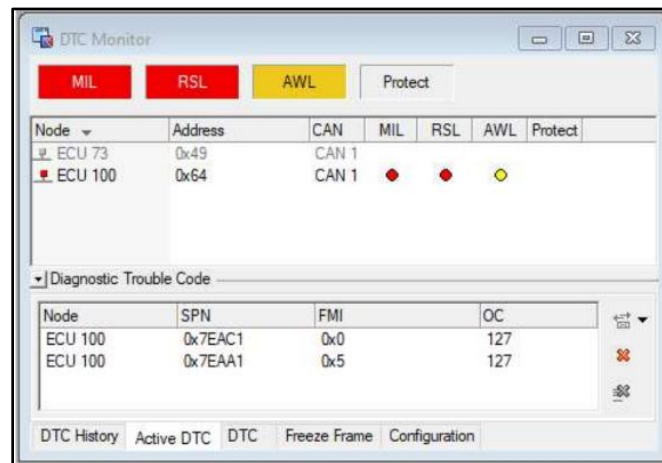 DTC Monitor
MIL RSL AWL Protect
Node Address CAN MIL RSL AWL Protect
ECU 73 0x49 CAN 1
ECU 100 0x64 CAN 1
Diagnostic Trouble Code
Node SPN FMI OC
ECU 100 0x7EAC1 0x0 127
ECU 100 0x7EAA1 0x5 127
DTC History Active DTC DTC Freeze Frame Configuration